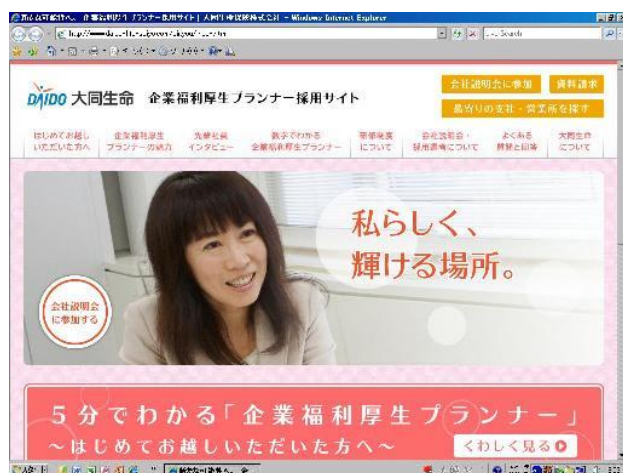 会社説明会に参加
資料請求
最寄りの支社・営業所を探す
DAIDO 大同生命 企業福利厚生プランナー採用サイト
はじめてお越しいただいた方へ
企業福利厚生プランナーの魅力
先輩社員インタビュー
数字でわかる企業福利厚生プランナー
研修制度について
会社説明会・採用選考について
よくある質問と回答
大同生命について
私らしく、
輝ける場所。
会社説明会
に参加する
5分でわかる「企業福利厚生プランナー」
～はじめてお越しいただいた方へ～
くわしく見る